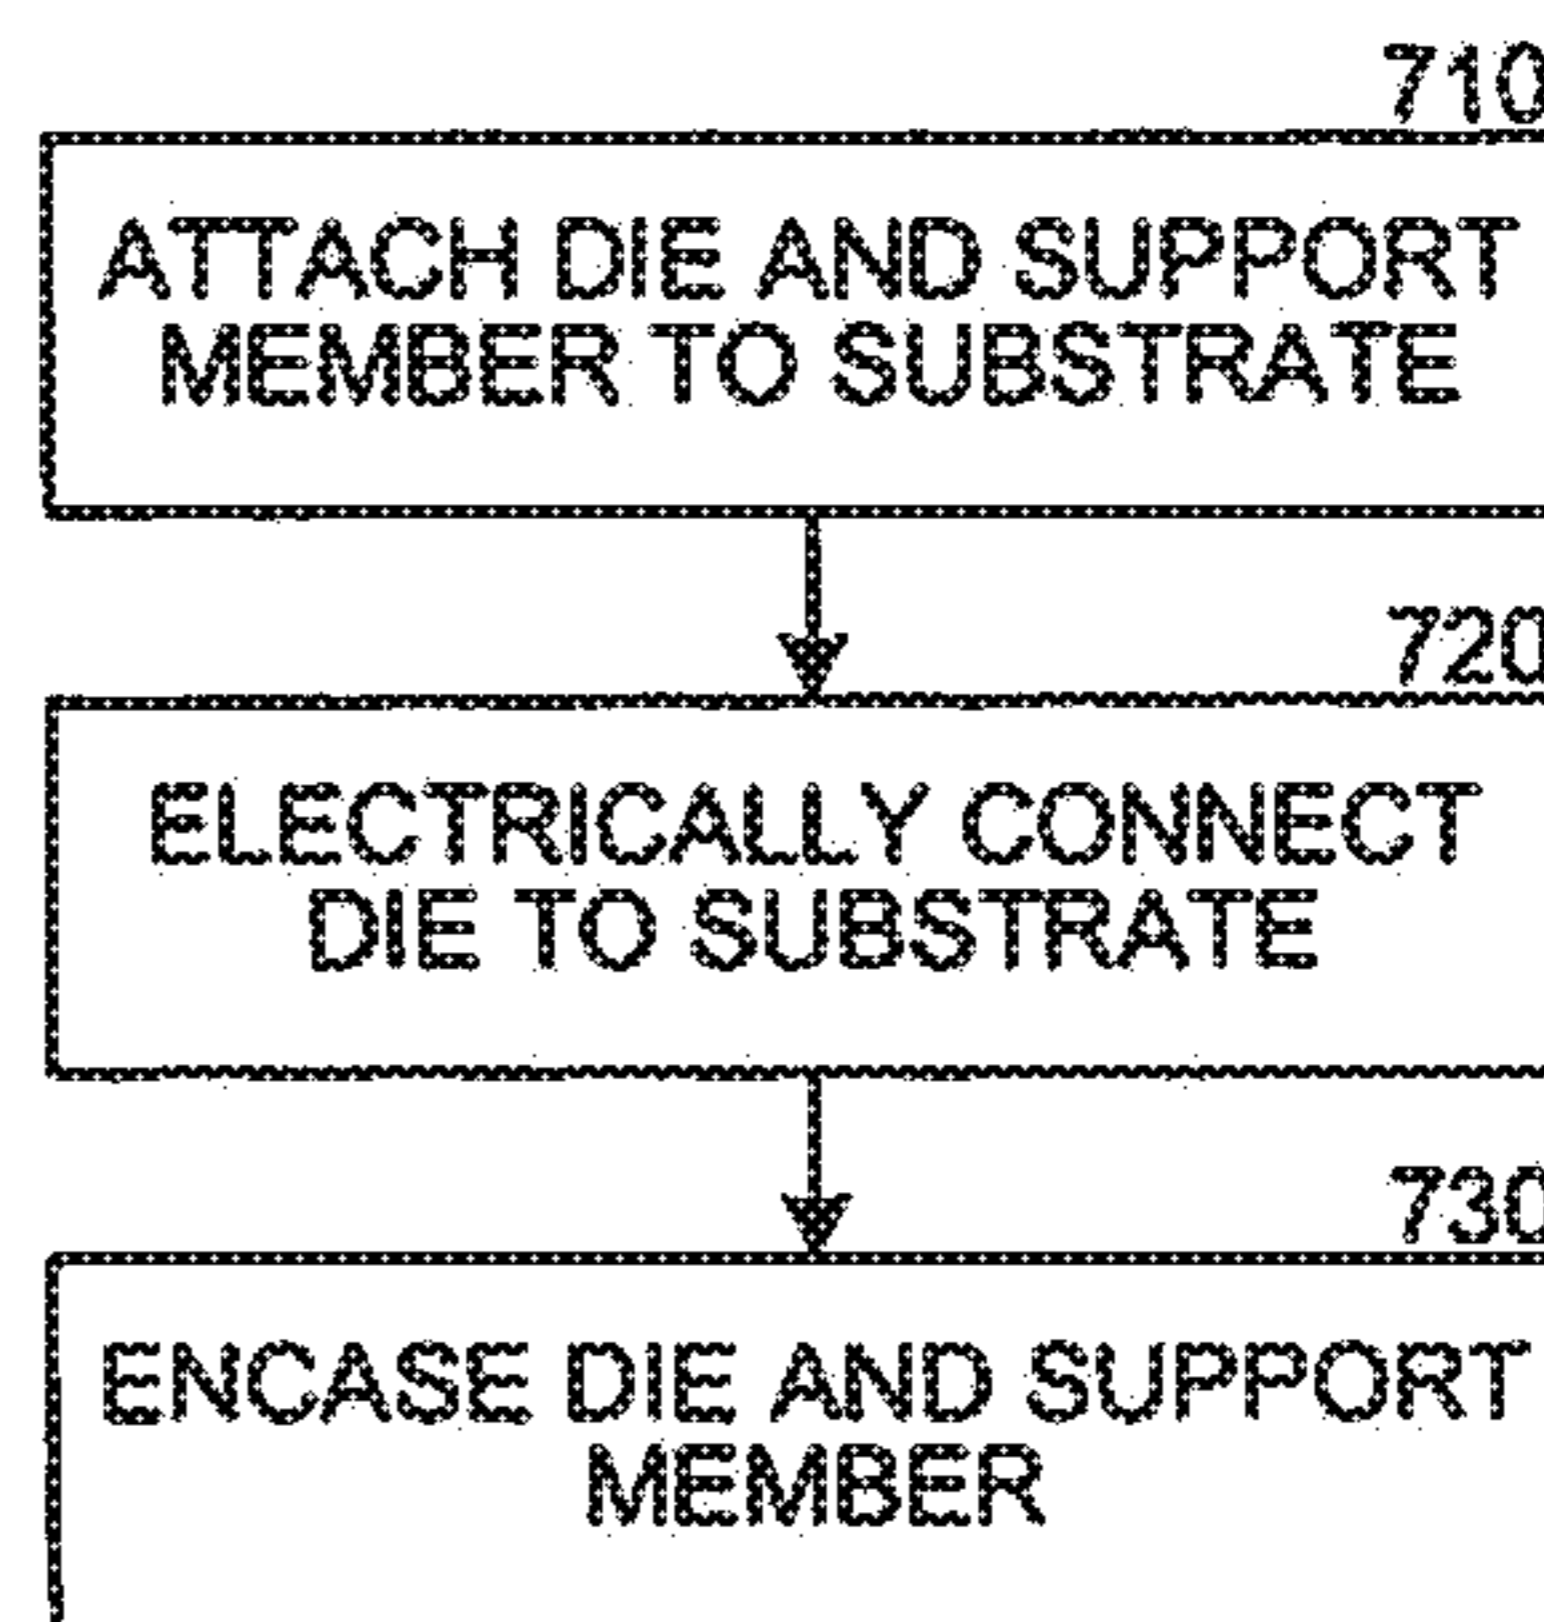 710
ATTACH DIE AND SUPPORT
MEMBER TO SUBSTRATE
720
ELECTRICALLY CONNECT
DIE TO SUBSTRATE
730
ENCASE DIE AND SUPPORT
MEMBER